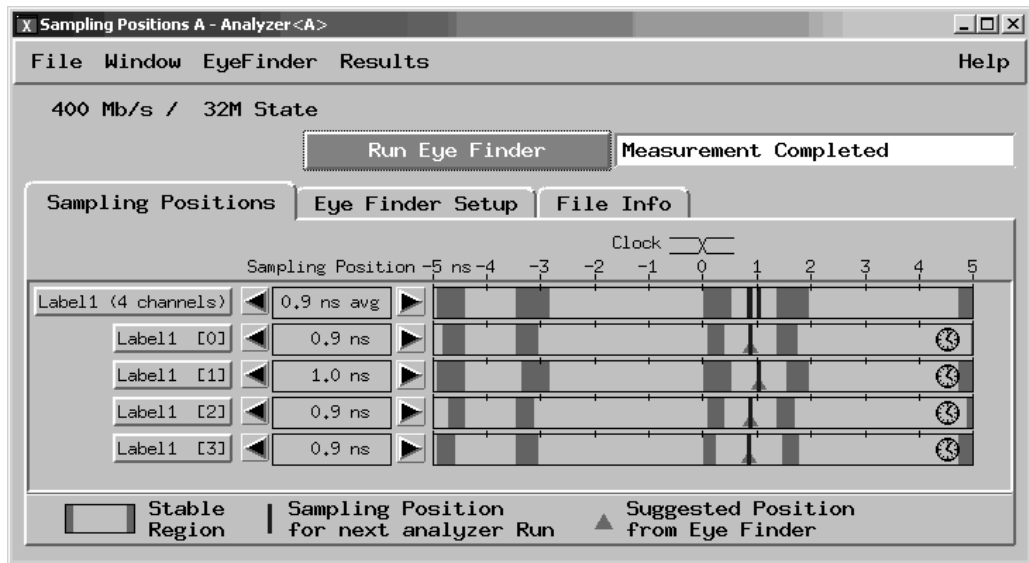 X Sampling Positions A - Analyzer<A>
File Window EyeFinder Results Help
400 Mb/s / 32M State
Run Eye Finder Measurement Completed
Sampling Positions Eye Finder Setup File Info
Clock
Sampling Position -5 ns -4 -3 -2 -1 0 1 2 3 4 5
Label1 (4 channels) 0.9 ns avg
Label1 [0] 0.9 ns
Label1 [1] 1.0 ns
Label1 [2] 0.9 ns
Label1 [3] 0.9 ns
Stable Region
Sampling Position for next analyzer Run
Suggested Position from Eye Finder